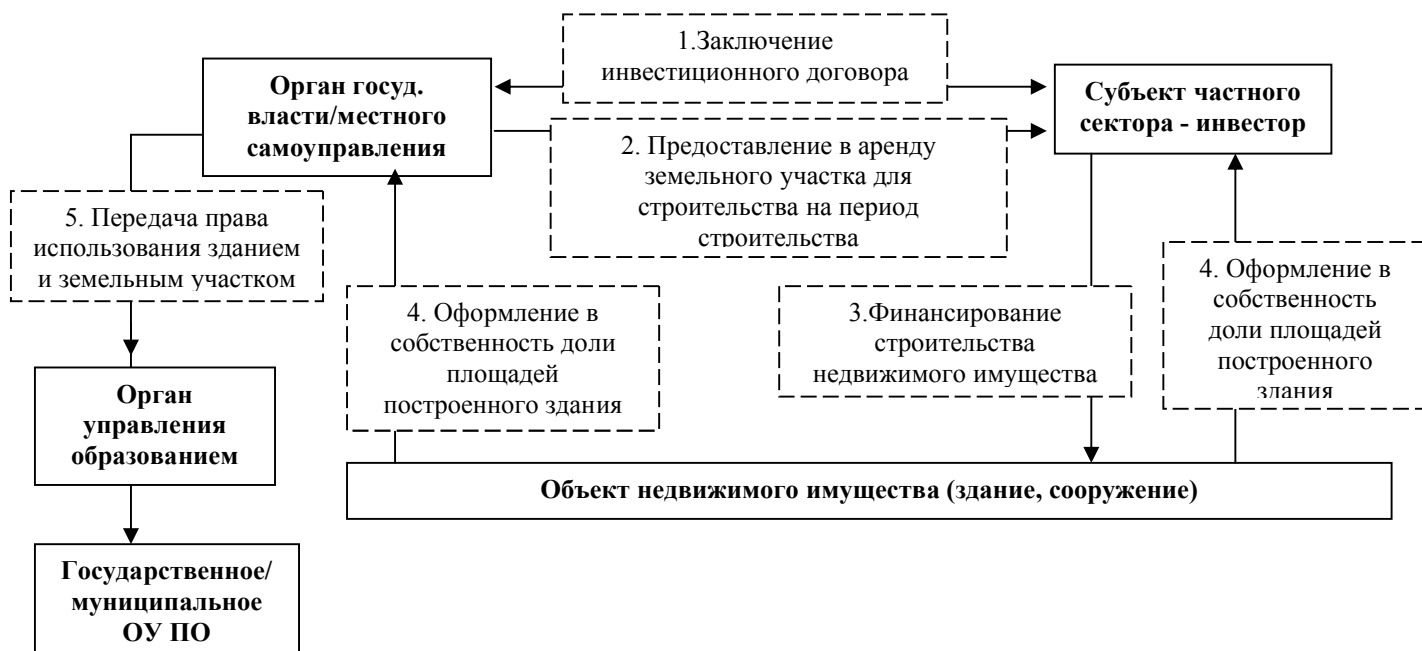 1.Заключение
инвестиционного договора
Орган госуд.
власти/местного
самоуправления
Субъект частного
сектора - инвестор
2. Предоставление в аренду
земельного участка для
строительства на период
строительства
5. Передача права
использования зданием
и земельным участком
4. Оформление в
собственность доли
площадей
построенного здания
3.Финансирование
строительства
недвижимого имущества
4. Оформление в
собственность
доли площадей
построенного
здания
Орган
управления
образованием
Объект недвижимого имущества (здание, сооружение)
Государственное/
муниципальное
ОУ ПО